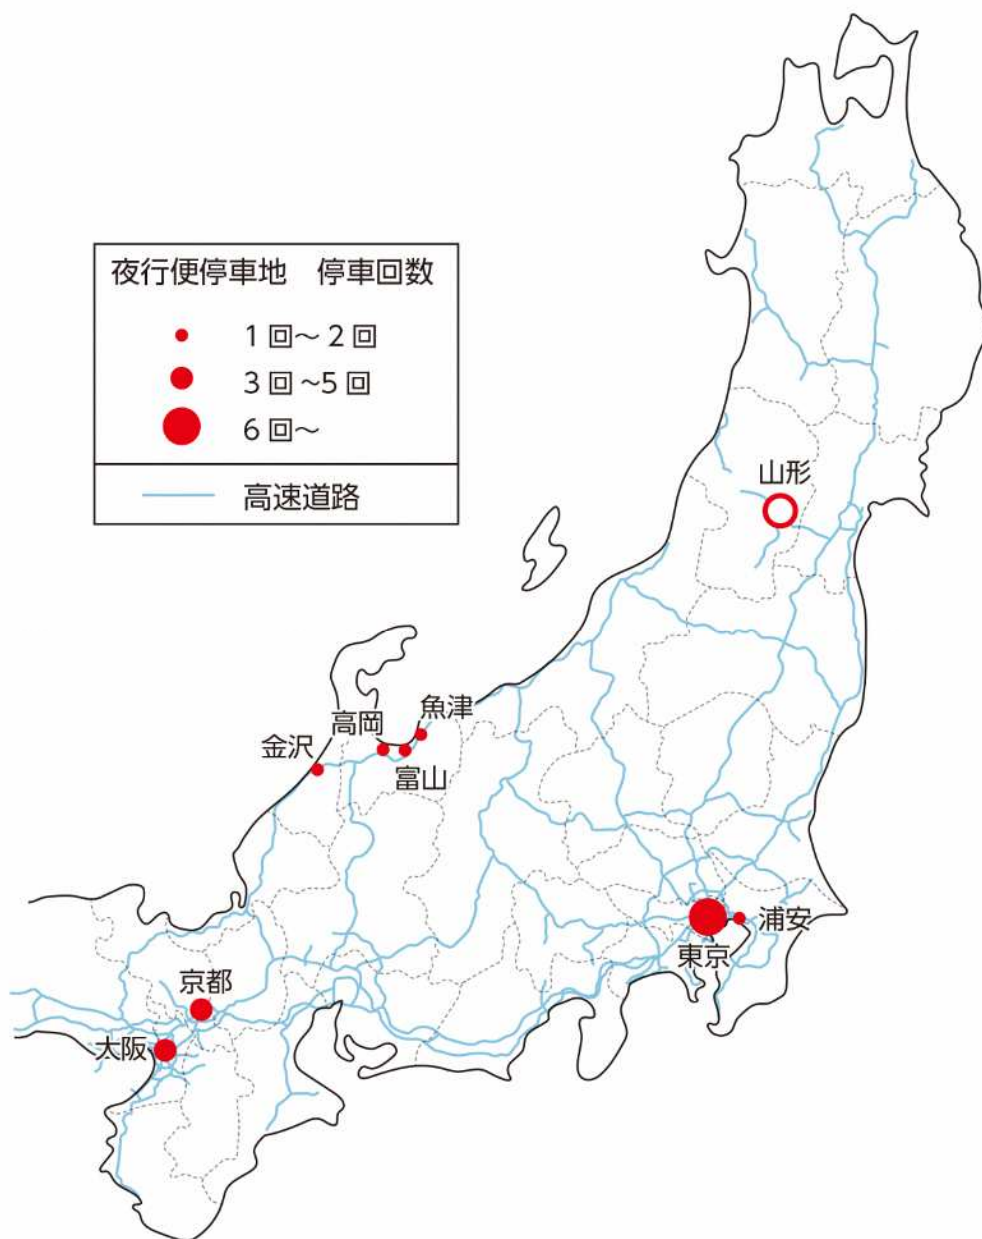 夜行便停車地　停車回数
1回～2回
3回~5回
6回～
高速道路
山形
魚津
高岡
金沢
富山
浦安
東京
京都
大阪